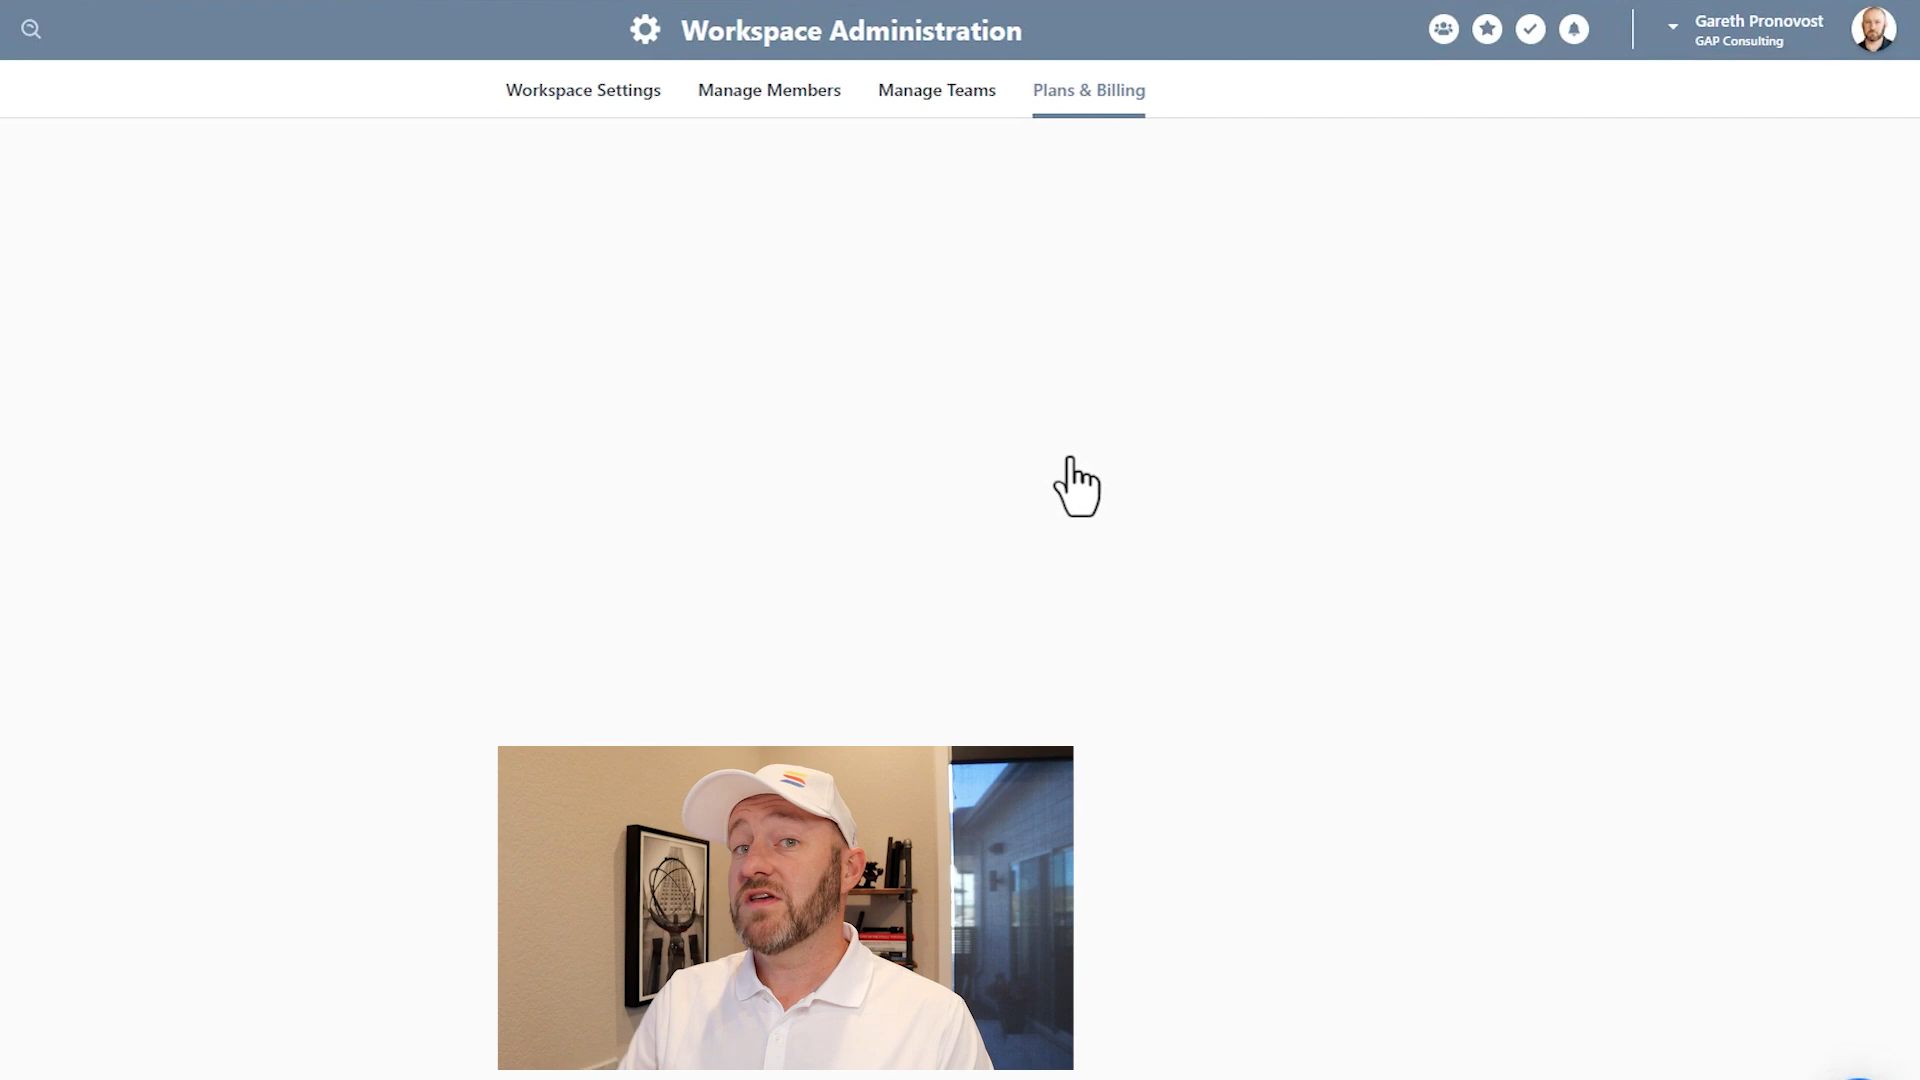 Workspace Administration
Gareth Pronovost
GAP Consulting
Workspace Settings
Manage Members
Manage Teams
Plans & Billing